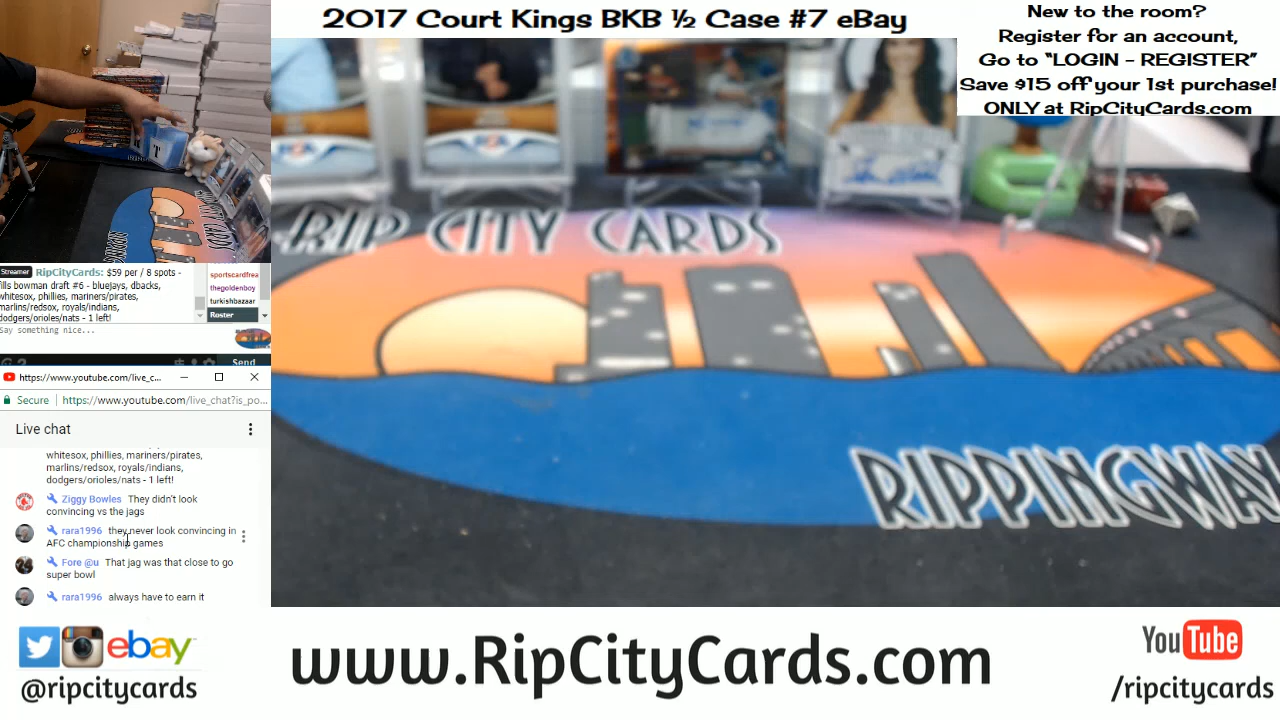 2017 Court Kings BKB ½ Case #7 eBay
New to the room?
Register for an account,
Go to “LOGIN - REGISTER”
Save $15 off your 1st purchase!
ONLY at RipCityCards.com
RIP CITY CARDS
RIPPINGWAX
Streamer RipCityCards: $59 per / 8 spots -
fills bowman draft #6 - bluejays, dbacks,
whitesox, phillies, mariners/pirates,
marlins/redsox, royals/indians,
dodgers/orioles/nats - 1 left!
sportscardfrea
thegoldenboy
turkishbazaar
Roster
Say something nice...
Send
https://www.youtube.com/live_c...
Secure https://www.youtube.com/live_chat?is_po...
Live chat
whitesox, phillies, mariners/pirates,
marlins/redsox, royals/indians,
dodgers/orioles/nats - 1 left!
Ziggy Bowles They didn't look
convincing vs the jags
rara1996 they never look convincing in
AFC championship games
Fore @u That jag was that close to go
super bowl
rara1996 always have to earn it
ebay
@ripcitycards
www.RipCityCards.com
YouTube
/ripcitycards